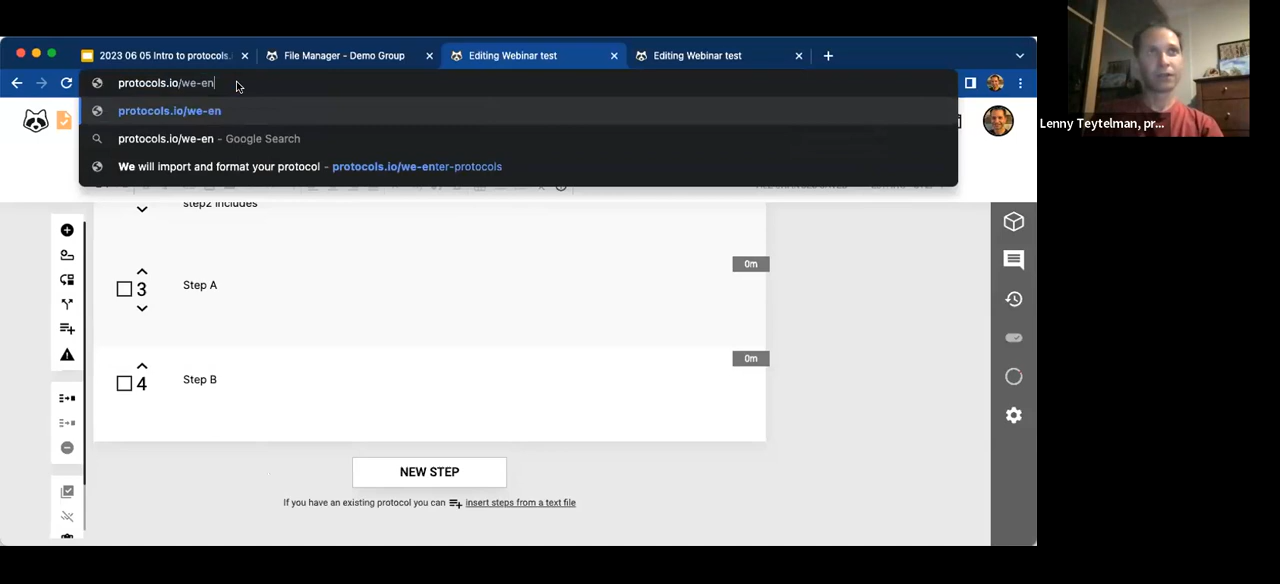 2023 06 05 Intro to protocols.
File Manager - Demo Group
Editing Webinar test
Editing Webinar test
protocols.io/we-en
protocols.io/we-en
protocols.io/we-en - Google Search
We will import and format your protocol - protocols.io/we-enter-protocols
step2 includes
0m
3
Step A
0m
4
Step B
NEW STEP
If you have an existing protocol you can insert steps from a text file
Lenny Teytelman, pr...